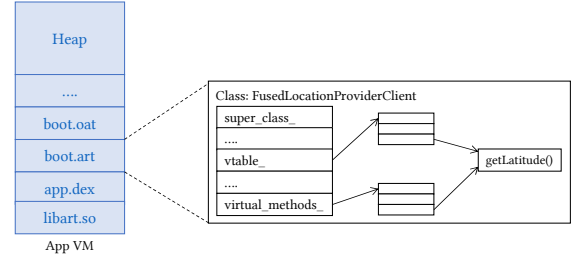 Heap
....
boot.oat
boot.art
app.dex
libart.so
App VM
Class: FusedLocationProviderClient
super_class_
....
vtable_
....
virtual_methods_
getLatitude()